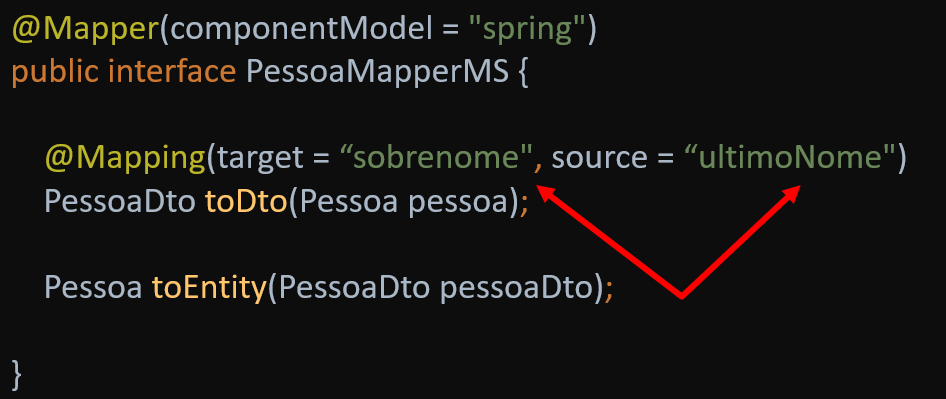 @Mapper(componentModel = "spring")
public interface PessoaMapperMS {
@Mapping(target = “sobrenome", source = “ultimoNome")
PessoaDto toDto(Pessoa pessoa);
Pessoa toEntity(PessoaDto pessoaDto);
}